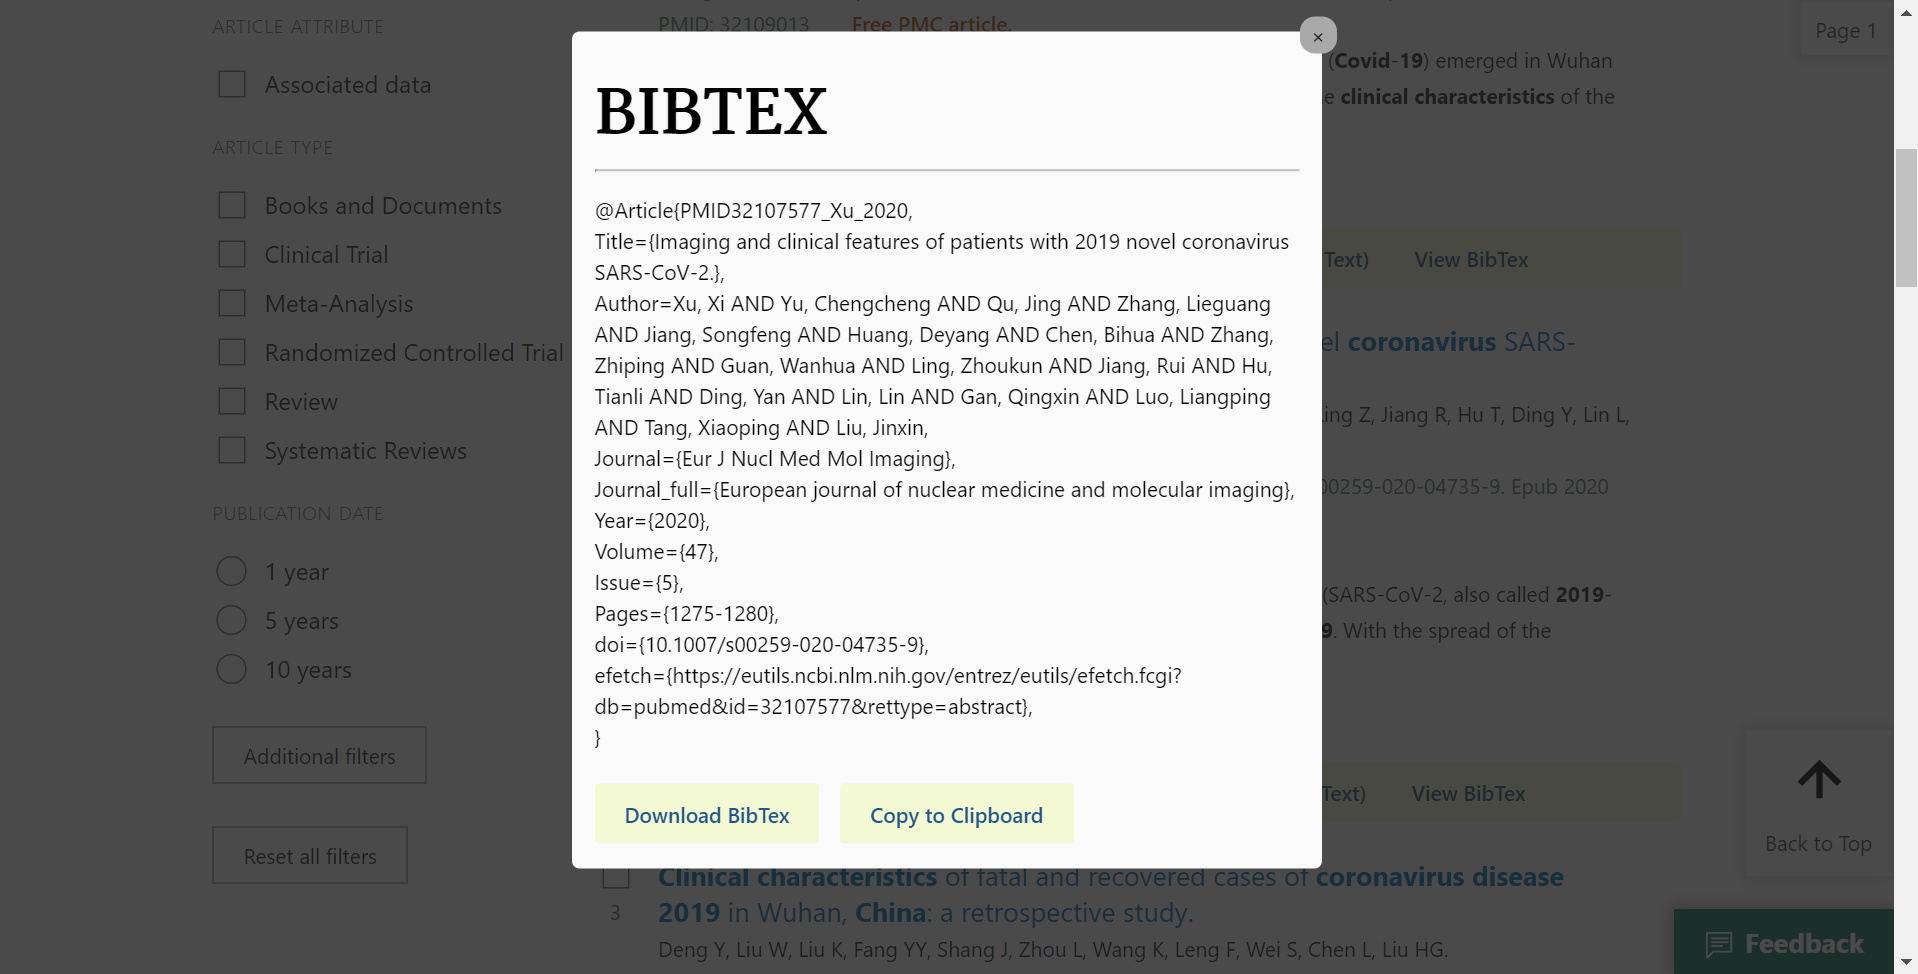 ARTICLE ATTRIBUTE
Associated data
ARTICLE TYPE
Books and Documents
Clinical Trial
Meta-Analysis
Randomized Controlled Trial
Review
Systematic Reviews
PUBLICATION DATE
1 year
5 years
10 years
Additional filters
Reset all filters
PMID: 32109013 Free PMC article.
×
BIBTEX
@Article{PMID32107577_Xu_2020,
Title={Imaging and clinical features of patients with 2019 novel coronavirus
SARS-CoV-2.},
Author=Xu, Xi AND Yu, Chengcheng AND Qu, Jing AND Zhang, Lieguang
AND Jiang, Songfeng AND Huang, Deyang AND Chen, Bihua AND Zhang,
Zhiping AND Guan, Wanhua AND Ling, Zhoukun AND Jiang, Rui AND Hu,
Tianli AND Ding, Yan AND Lin, Lin AND Gan, Qingxin AND Luo, Liangping
AND Tang, Xiaoping AND Liu, Jinxin,
Journal={Eur J Nucl Med Mol Imaging},
Journal_full={European journal of nuclear medicine and molecular imaging},
Year={2020},
Volume={47},
Issue={5},
Pages={1275-1280},
doi={10.1007/s00259-020-04735-9},
efetch={https://eutils.ncbi.nlm.nih.gov/entrez/eutils/efetch.fcgi?
db=pubmed&id=32107577&rettype=abstract},
}
Download BibTex Copy to Clipboard
(Covid-19) emerged in Wuhan
e clinical characteristics of the
Text) View BibTex
el coronavirus SARS-
ing Z, Jiang R, Hu T, Ding Y, Lin L,
00259-020-04735-9. Epub 2020
(SARS-CoV-2, also called 2019-
9. With the spread of the
Text) View BibTex
3
Clinical characteristics of fatal and recovered cases of coronavirus disease
2019 in Wuhan, China: a retrospective study.
Deng Y, Liu W, Liu K, Fang YY, Shang J, Zhou L, Wang K, Leng F, Wei S, Chen L, Liu HG.
Page 1
Back to Top
Feedback